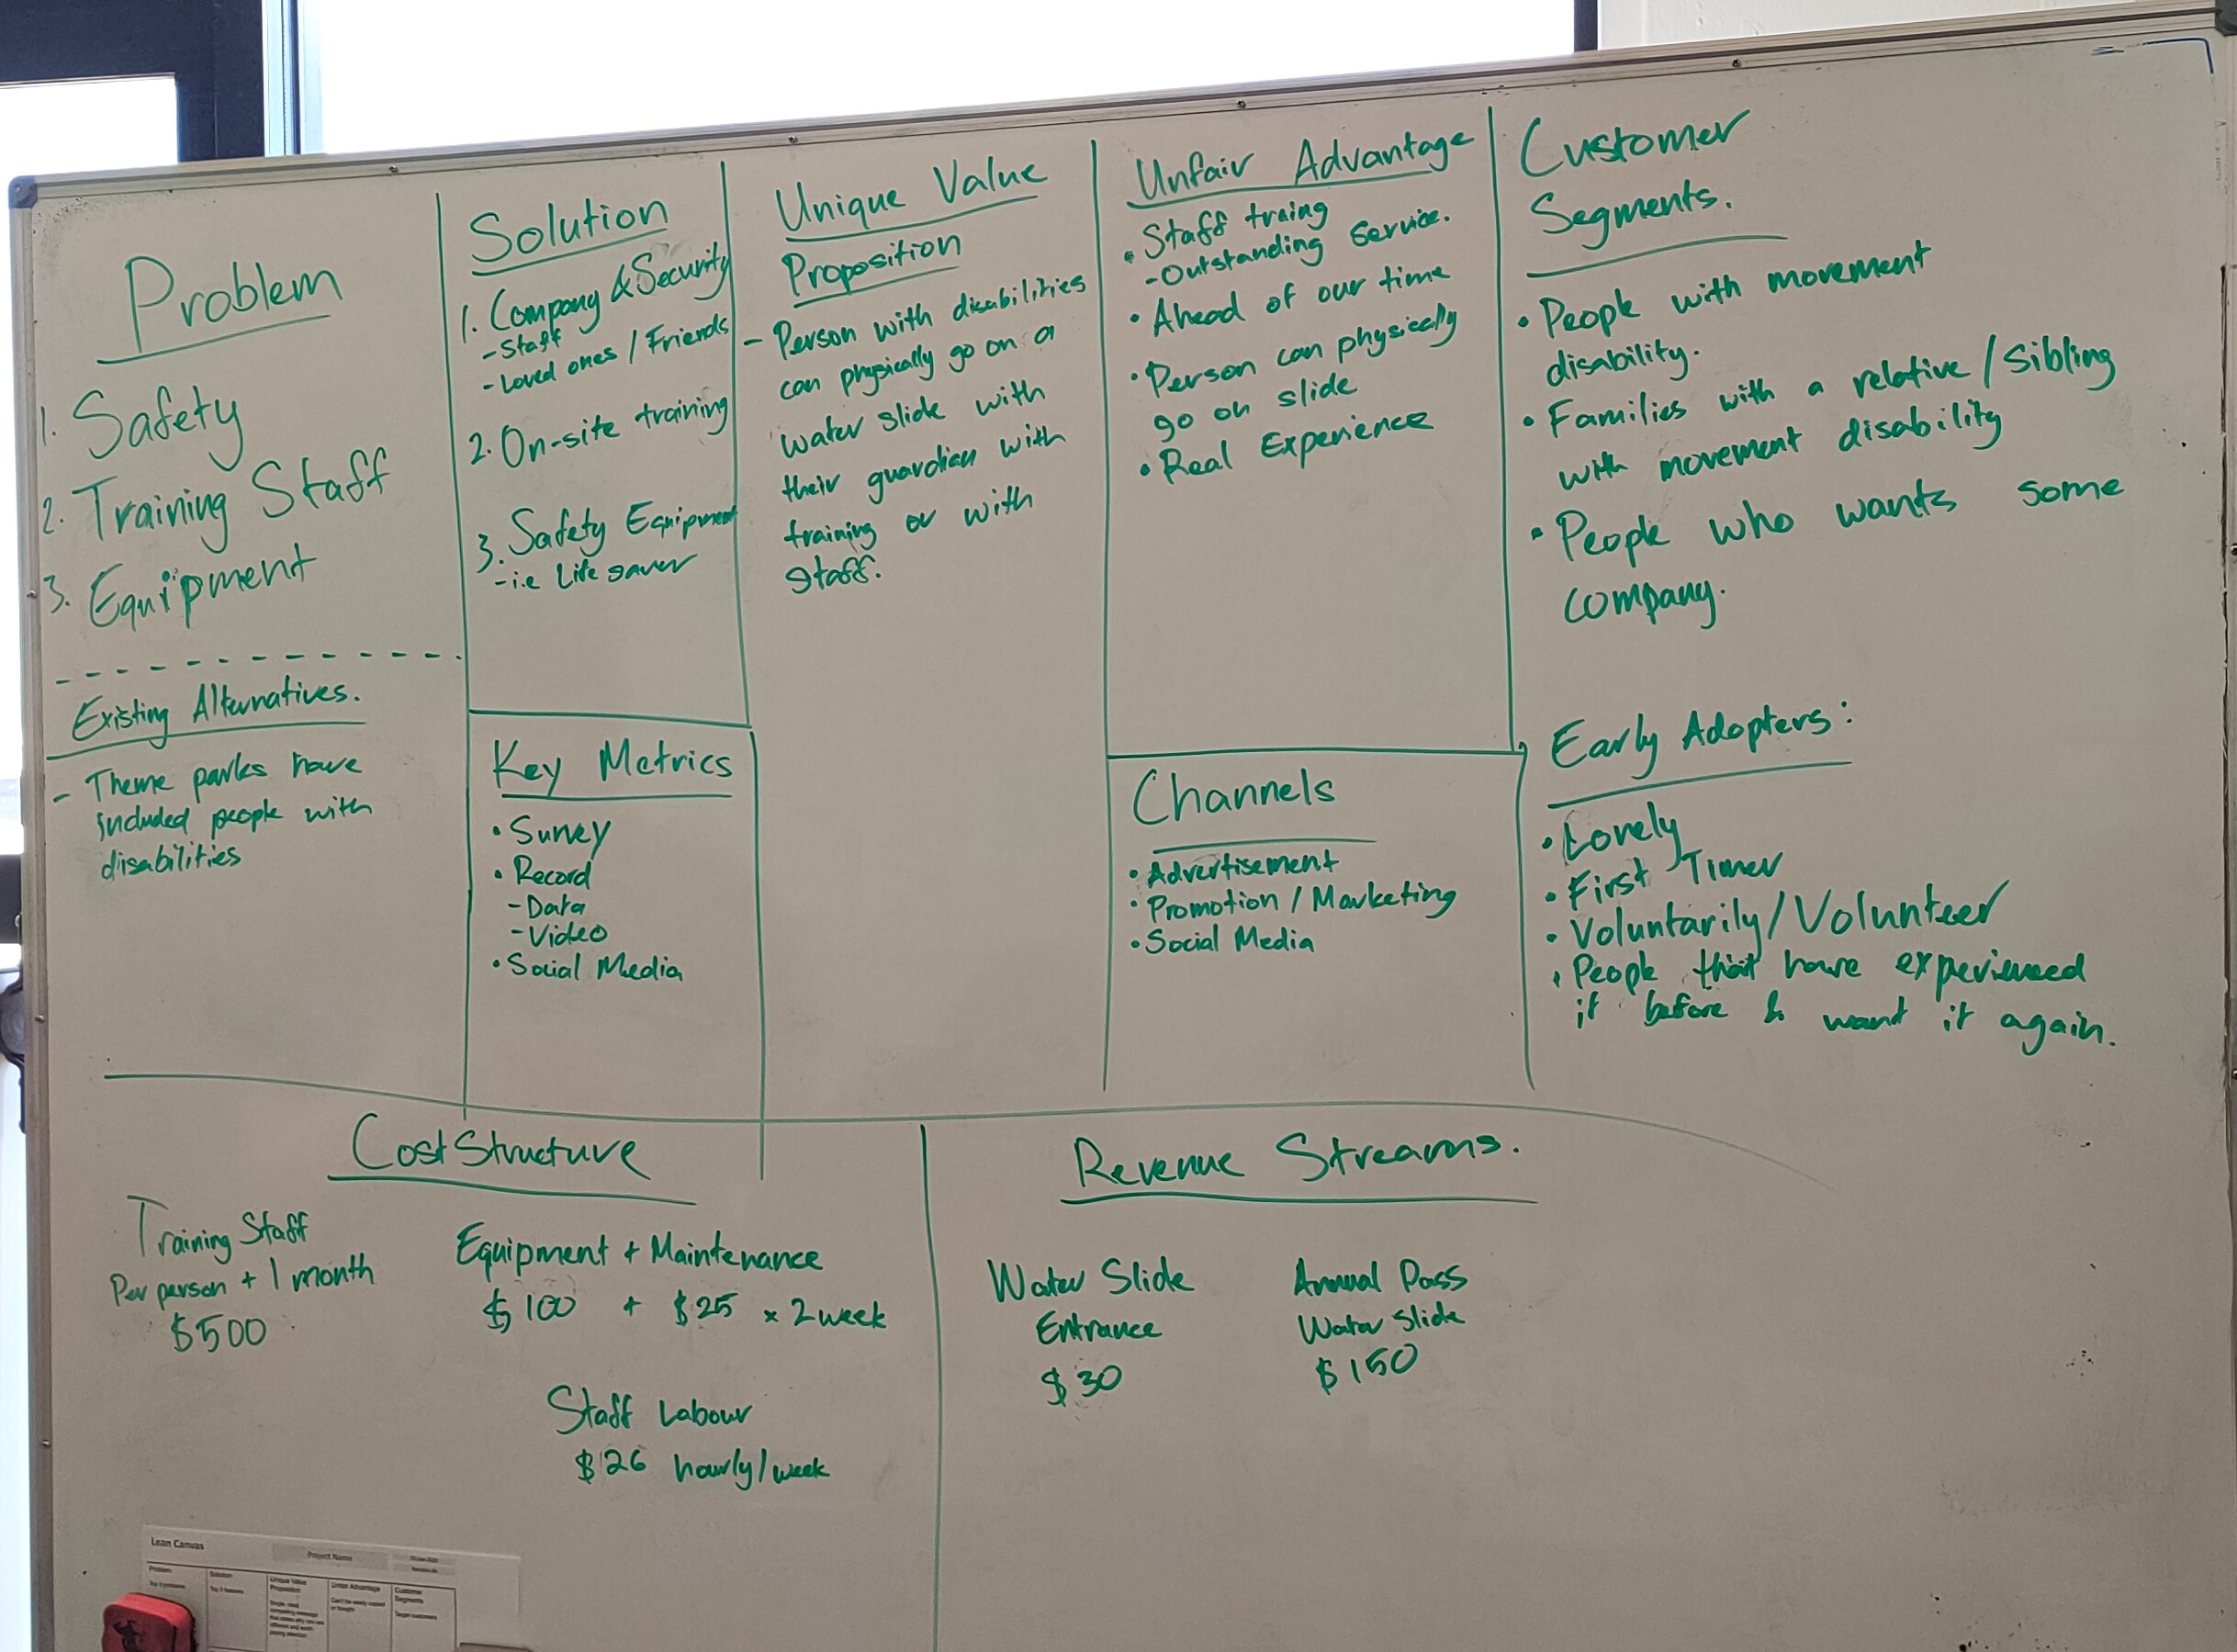 Problem
1. Safety
2. Training Staff
3. Equipment
Existing Alternatives.
- Theme parks have
included people with
disabilities
Solution
1. Company & Security
- Staff
- Loved ones / Friends
2. On-site training
3. Safety Equipment
- i.e Life saver
Key Metrics
• Survey
• Record
- Data
- Video
• Social Media
Unique Value
Proposition
- Person with disabilities
can physically go on a
water slide with
their guardian with
training or with
staff.
Unfair Advantage
• Staff traing
- Outstanding service.
• Ahead of our time
• Person can physically
go on slide
• Real Experience
Channels
• Advertisement
• Promotion / Marketing
• Social Media
Customer
Segments.
• People with movement
disability.
• Families with a relative / sibling
with movement disability
• People who wants some
company.
Early Adopters:
• Lonely
• First Timer
• Voluntarily/Volunteer
• People that have experienced
it before & want it again.
Cost Structure
Training Staff
Per person + 1 month
$500
Equipment + Maintenance
$100 + $25 x 2 week
Staff Labour
$26 hourly/week
Revenue Streams.
Water Slide
Entrance
$30
Annual Pass
Water Slide
$150
Lean Canvas
Project Name
Problem
Top 3 problems
Solution
Top 3 features
Unique Value
Proposition
Unfair Advantage
Customer
Segments
Target customers